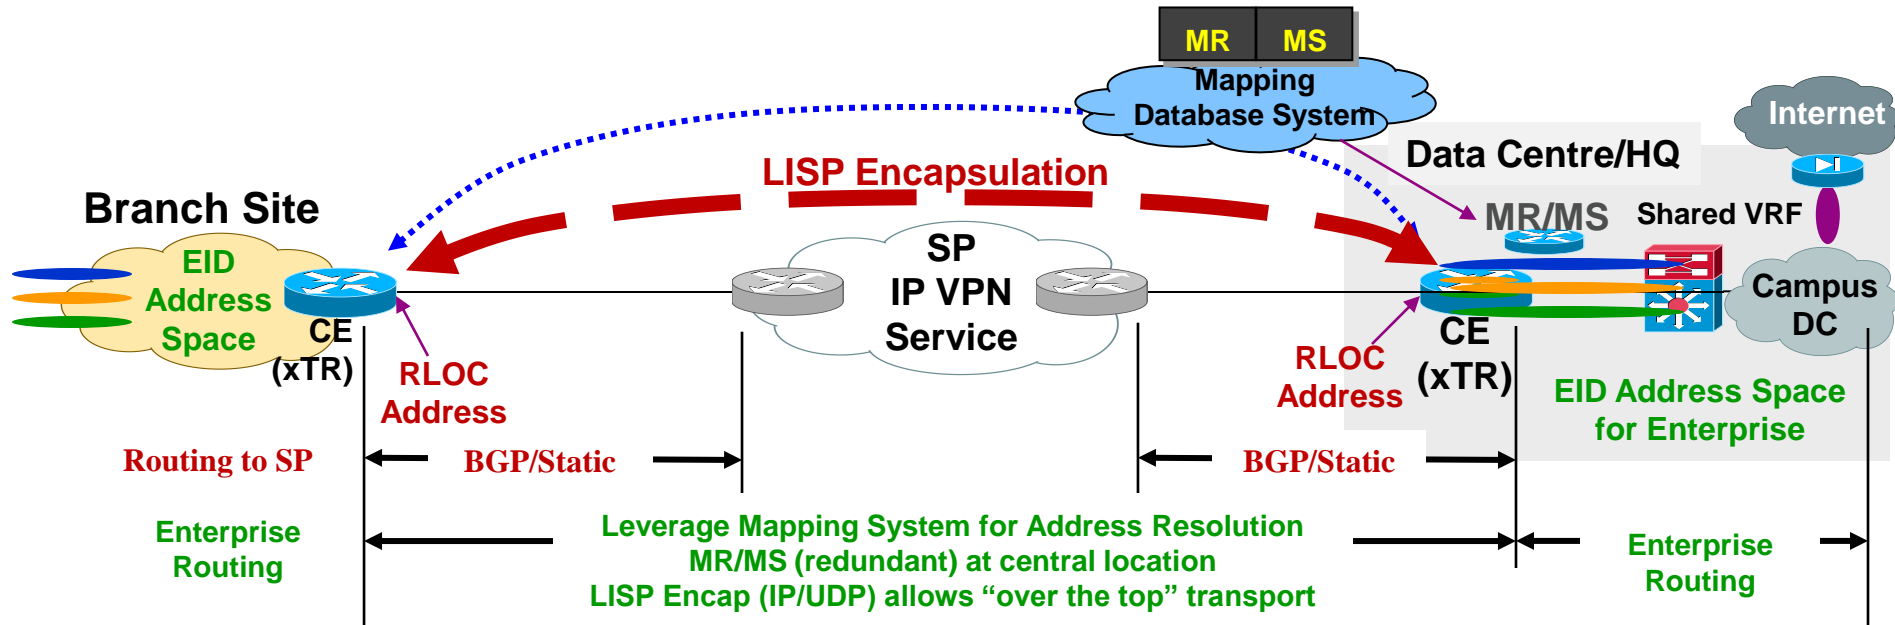 MR MS
Mapping
Database System
Internet
Data Centre/HQ
LISP Encapsulation
Branch Site
MR/MS
Shared VRF
EID
Address
Space
CE
(xTR)
RLOC
Address
SP
IP VPN
Service
RLOC
Address
CE
(xTR)
Campus
DC
EID Address Space
for Enterprise
Routing to SP
BGP/Static
BGP/Static
Enterprise
Routing
Leverage Mapping System for Address Resolution
MR/MS (redundant) at central location
LISP Encap (IP/UDP) allows “over the top” transport
Enterprise
Routing